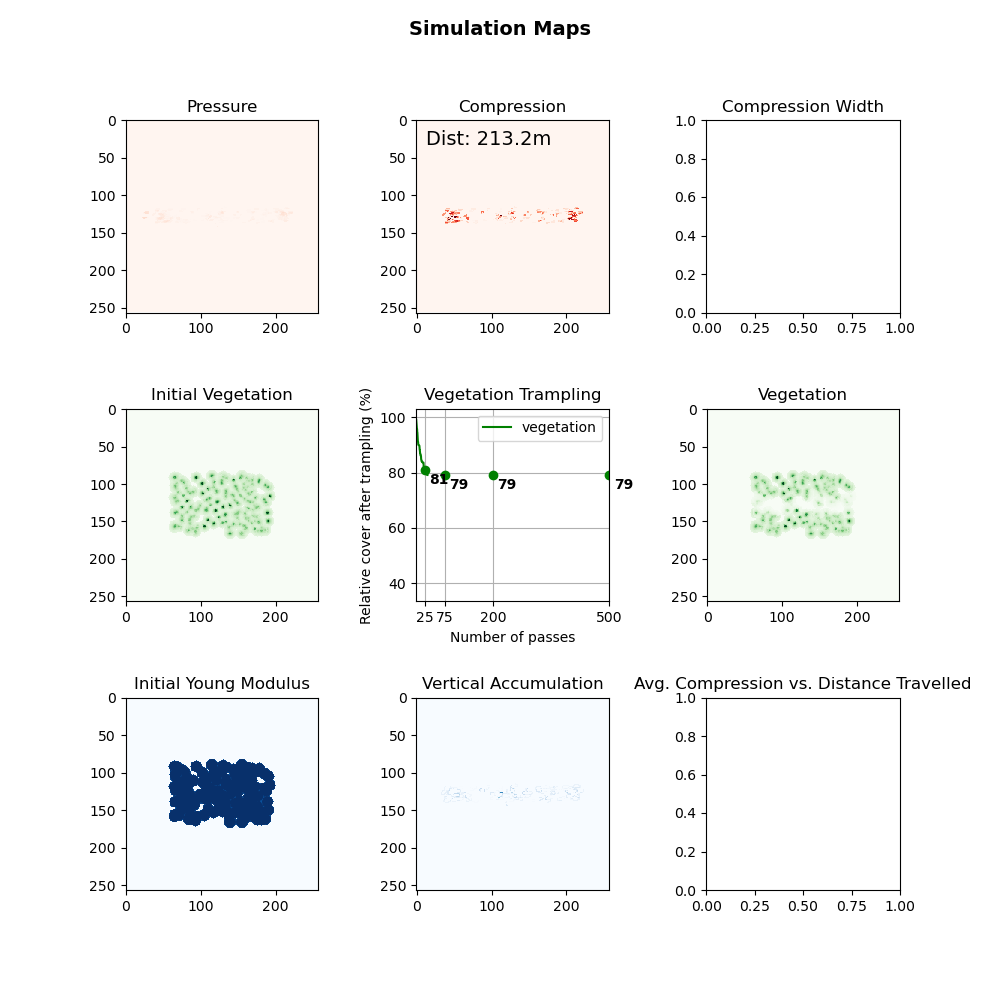 Simulation Maps
Pressure
0
50
100
150
200
250
0 100 200
Compression
Dist: 213.2m
0
50
100
150
200
250
0 100 200
Compression Width
1.0
0.8
0.6
0.4
0.2
0.0
0.00 0.25 0.50 0.75 1.00
Initial Vegetation
0
50
100
150
200
250
0 100 200
Vegetation Trampling
Relative cover after trampling (%)
100
80
60
40
vegetation
81
79
79
79
25 75 200 500
Number of passes
Vegetation
0
50
100
150
200
250
0 100 200
Initial Young Modulus
0
50
100
150
200
250
0 100 200
Vertical Accumulation
0
50
100
150
200
250
0 100 200
Avg. Compression vs. Distance Travelled
1.0
0.8
0.6
0.4
0.2
0.0
0.00 0.25 0.50 0.75 1.00